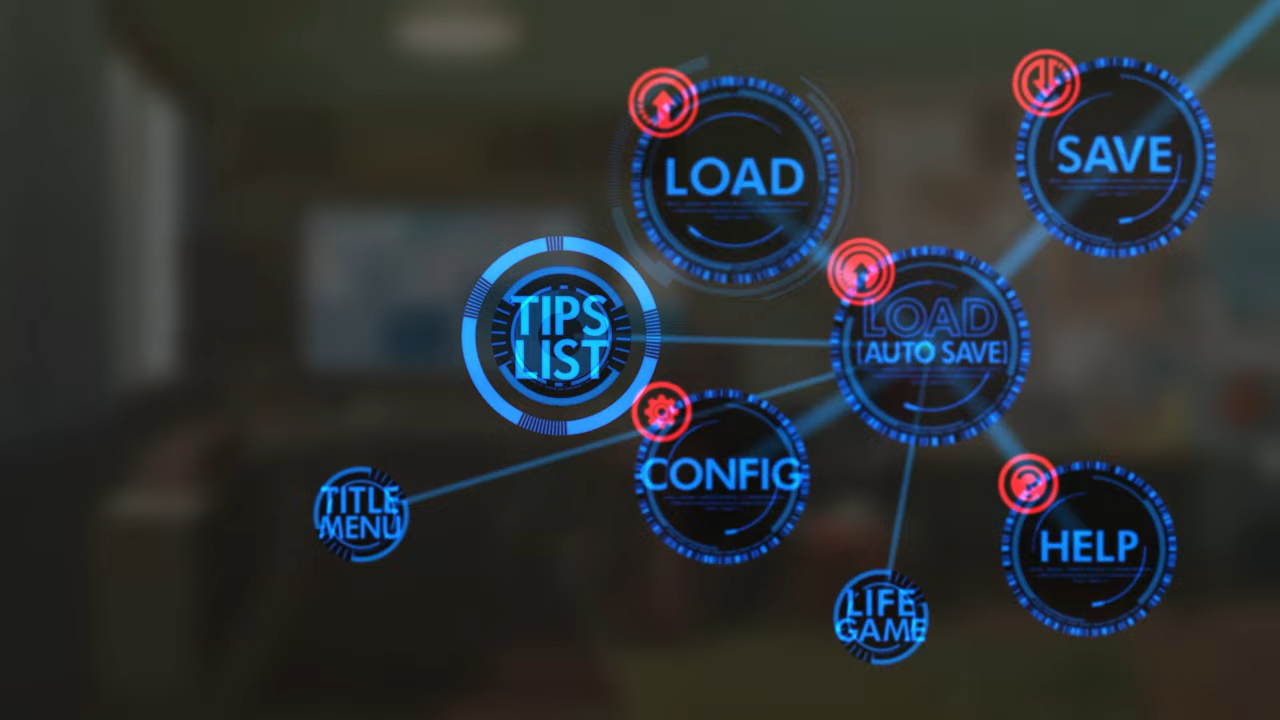 LOAD
SAVE
TIPS
LIST
LOAD
[AUTO SAVE]
CONFIG
TITLE
MENU
HELP
LIFE
GAME